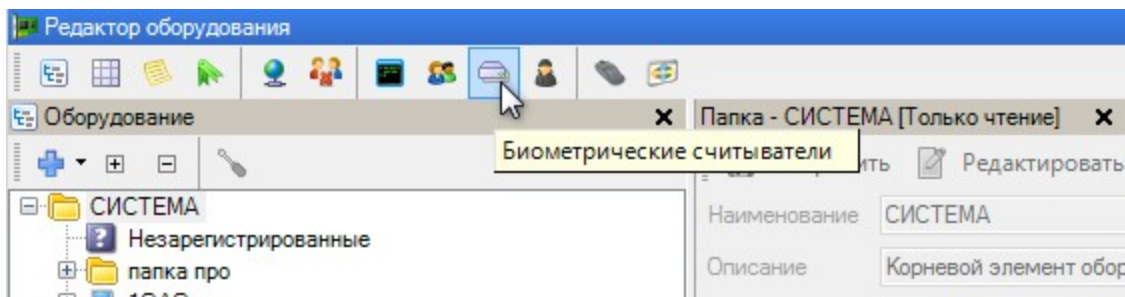 Редактор оборудования
Оборудование
Папка - СИСТЕМА [Только чтение]
Биометрические считыватели
Редактировать
СИСТЕМА
Незарегистрированные
папка про
Наименование СИСТЕМА
Описание Корневой элемент обор